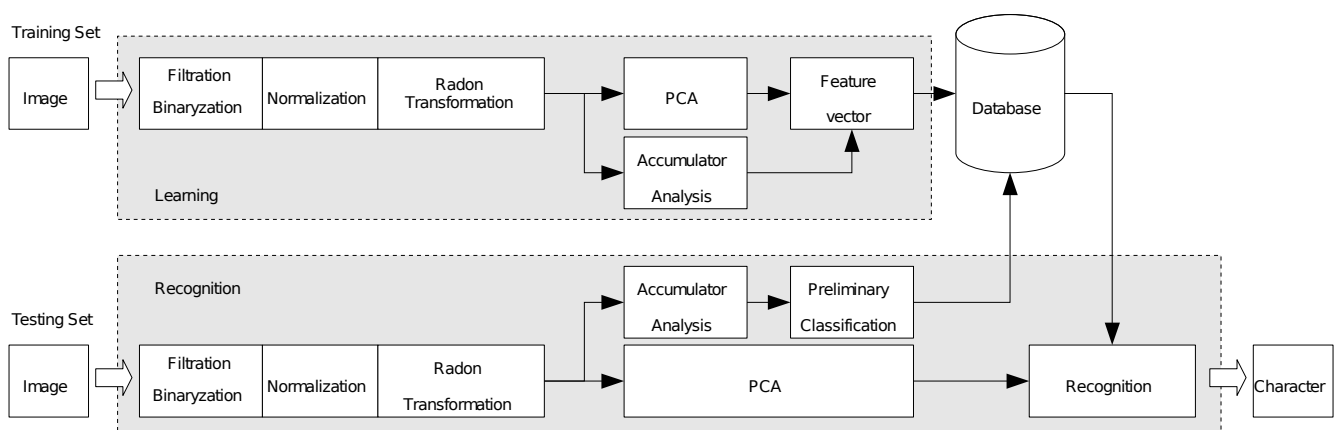 Training Set
Image
Filtration
Binaryzation
Normalization
Radon
Transformation
PCA
Feature
vector
Database
Accumulator
Analysis
Learning
Recognition
Accumulator
Analysis
Preliminary
Classification
Testing Set
Image
Filtration
Binaryzation
Normalization
Radon
Transformation
PCA
Recognition
Character